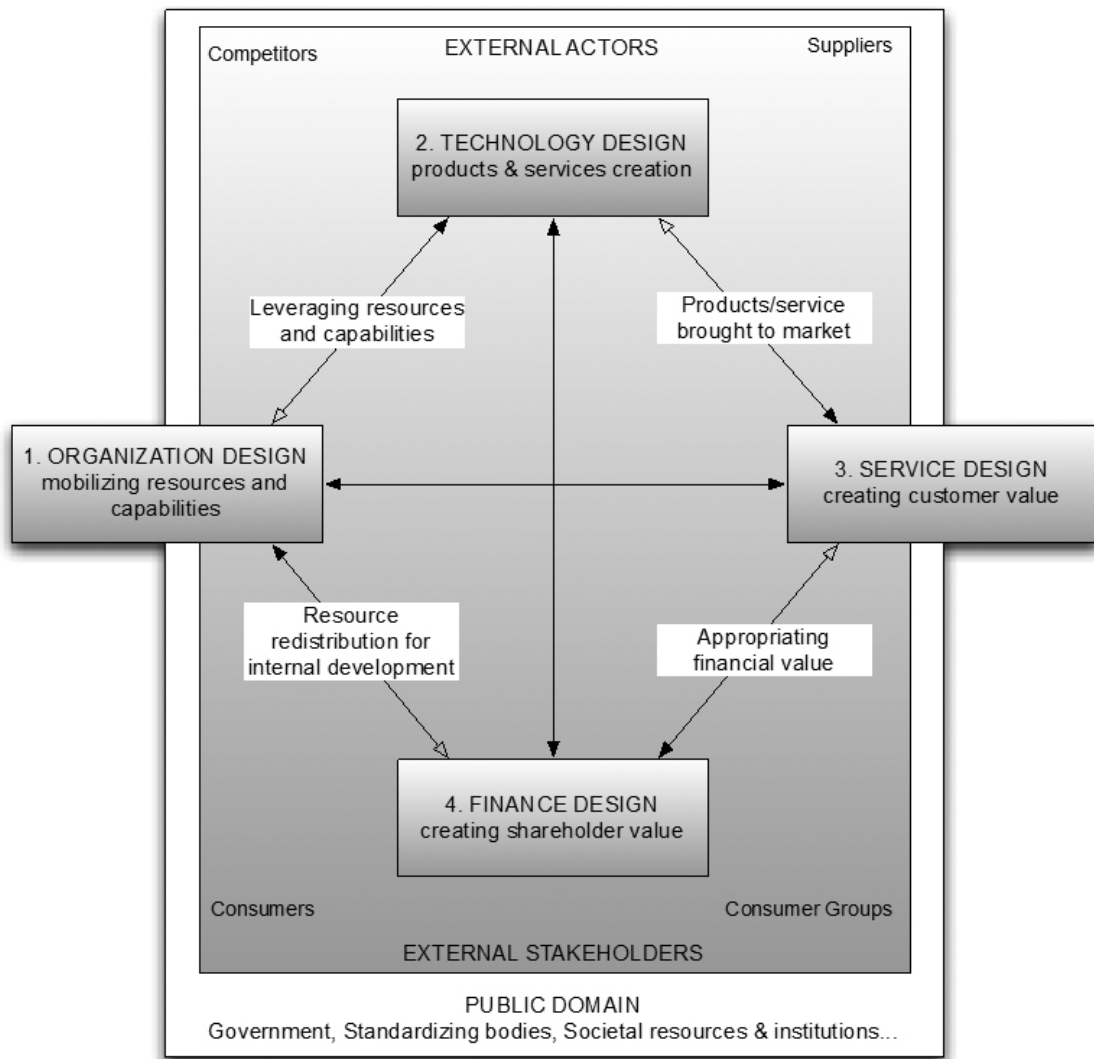 Competitors
EXTERNAL ACTORS
Suppliers
2. TECHNOLOGY DESIGN
products & services creation
Leveraging resources
and capabilities
Products/service
brought to market
1. ORGANIZATION DESIGN
mobilizing resources and
capabilities
3. SERVICE DESIGN
creating customer value
Resource
redistribution for
internal development
Appropriating
financial value
4. FINANCE DESIGN
creating shareholder value
Consumers
Consumer Groups
EXTERNAL STAKEHOLDERS
PUBLIC DOMAIN
Government, Standardizing bodies, Societal resources & institutions...